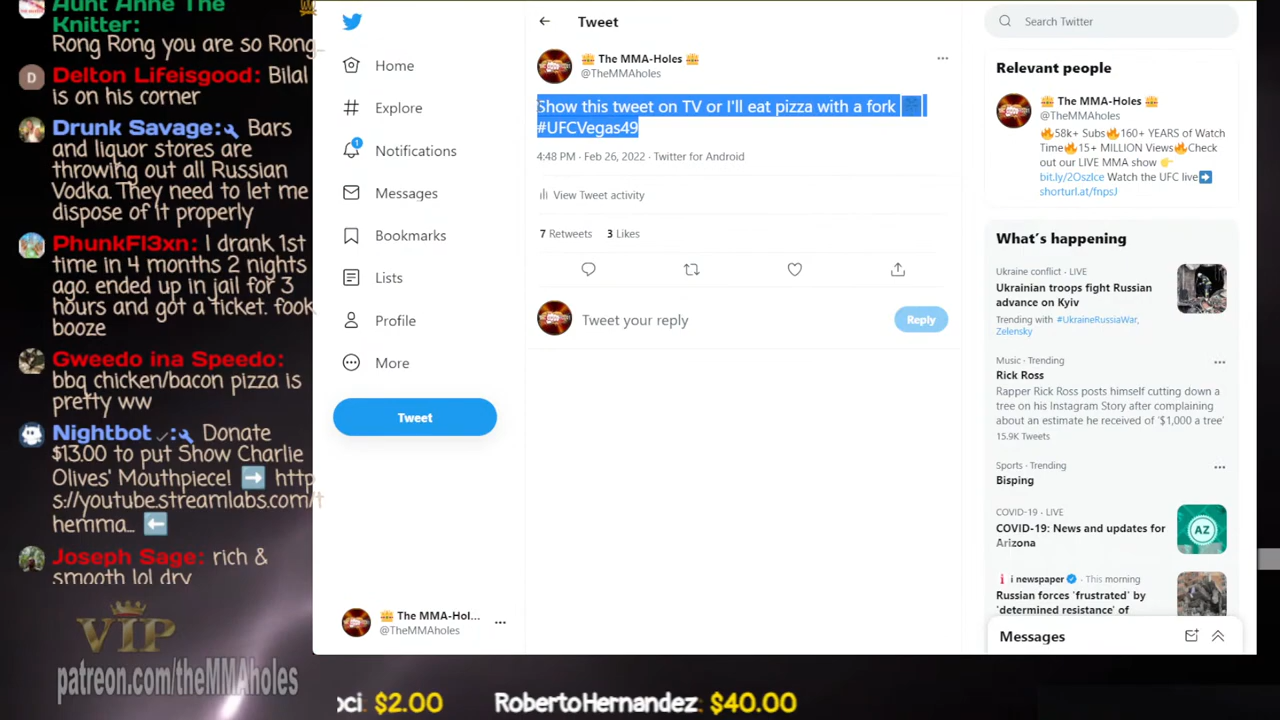 Aunt Anne The
Knitter:
Rong Rong you are so Rong
Delton Lifeisgood: Bilal
is on his corner
Drunk Savage: Bars
and liquor stores are
throwing out all Russian
Vodka. They need to let me
dispose of it properly
PhunkFl3xn: I drank 1st
time in 4 months 2 nights
ago. ended up in jail for 3
hours and got a ticket. fook
booze
Gweedo ina Speedo:
bbq chicken/bacon pizza is
pretty ww
Nightbot ✓: Donate
$13.00 to put Show Charlie
Olives' Mouthpiece! ➡ http
s://youtube.streamlabs.com/t
hemma... ⬅
Joseph Sage: rich &
smooth lol dry
VIP
patreon.com/theMMAholes
Home
Explore
1
Notifications
Messages
Bookmarks
Lists
Profile
More
Tweet
The MMA-Hol...
@TheMMAholes
← Tweet
The MMA-Holes
@TheMMAholes
Show this tweet on TV or I'll eat pizza with a fork
#UFCVegas49
4:48 PM · Feb 26, 2022 · Twitter for Android
View Tweet activity
7 Retweets 3 Likes
Tweet your reply
Reply
Search Twitter
Relevant people
The MMA-Holes
@TheMMAholes
🔥58k+ Subs🔥160+ YEARS of Watch
Time🔥15+ MILLION Views🔥Check
out our LIVE MMA show 👉
bit.ly/2OszIce Watch the UFC live➡
shorturl.at/fnpsJ
What's happening
Ukraine conflict · LIVE
Ukrainian troops fight Russian
advance on Kyiv
Trending with #UkraineRussiaWar,
Zelensky
Music · Trending
Rick Ross
Rapper Rick Ross posts himself cutting down a
tree on his Instagram Story after complaining
about an estimate he received of '$1,000 a tree'
15.9K Tweets
Sports · Trending
Bisping
COVID-19 · LIVE
COVID-19: News and updates for
Arizona
AZ
i newspaper · This morning
Russian forces 'frustrated' by
'determined resistance' of
Messages
oci: $2.00 RobertoHernandez: $40.00